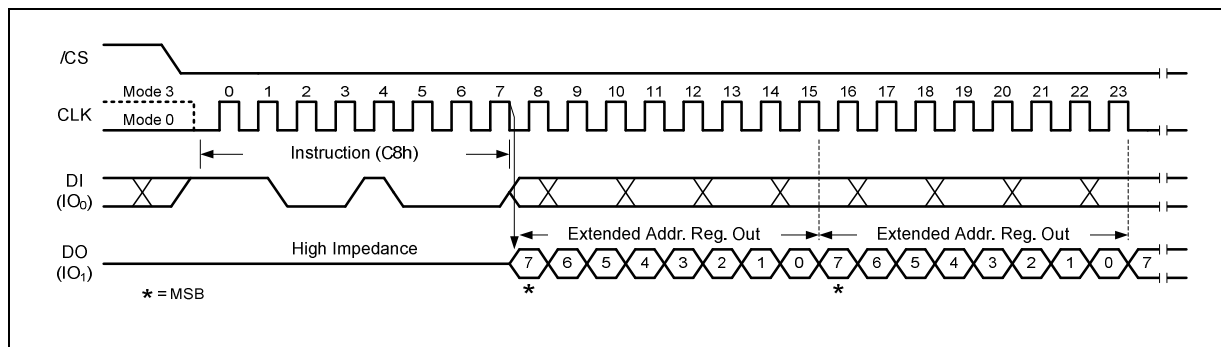 /CS
Mode 3
0 1 2 3 4 5 6 7 8 9 10 11 12 13 14 15 16 17 18 19 20 21 22 23
CLK
Mode 0
Instruction (C8h)
DI
(IO0)
Extended Addr. Reg. Out Extended Addr. Reg. Out
High Impedance
DO
(IO1)
7 6 5 4 3 2 1 0 7 6 5 4 3 2 1 0 7
* *
* = MSB